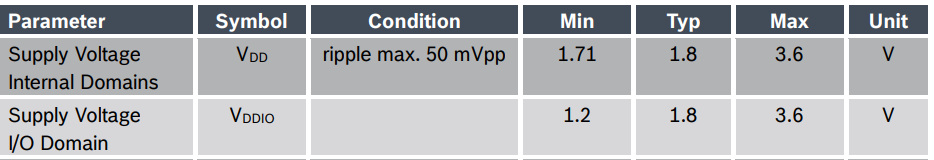 Parameter Symbol Condition Min Typ Max Unit
Supply Voltage VDD ripple max. 50 mVpp 1.71 1.8 3.6 V
Internal Domains
Supply Voltage VDDIO 1.2 1.8 3.6 V
I/O Domain